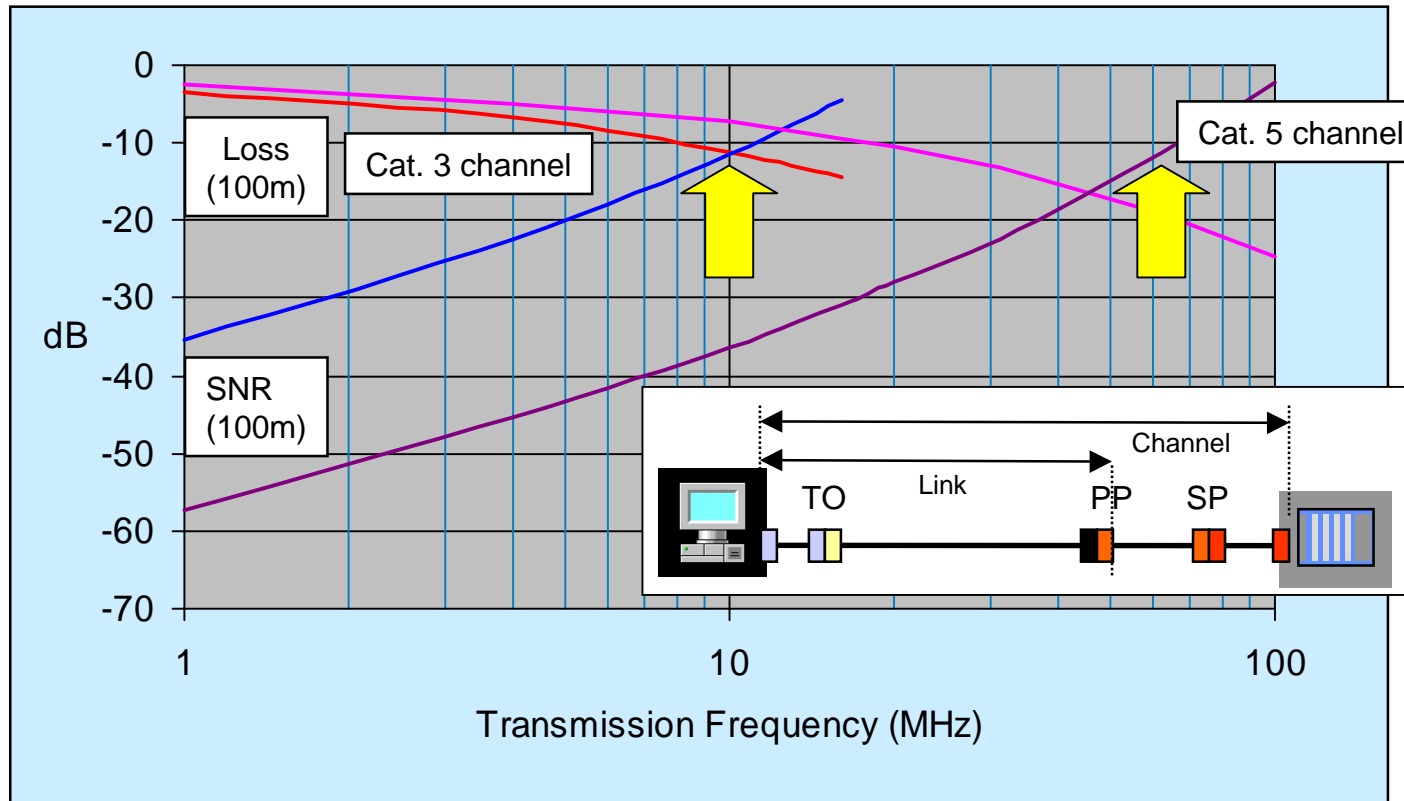 0
-10
-20
-30
-40
-50
-60
-70
dB
Loss
(100m)
Cat. 3 channel
Cat. 5 channel
SNR
(100m)
Channel
Link
TO
PP
SP
1
10
100
Transmission Frequency (MHz)